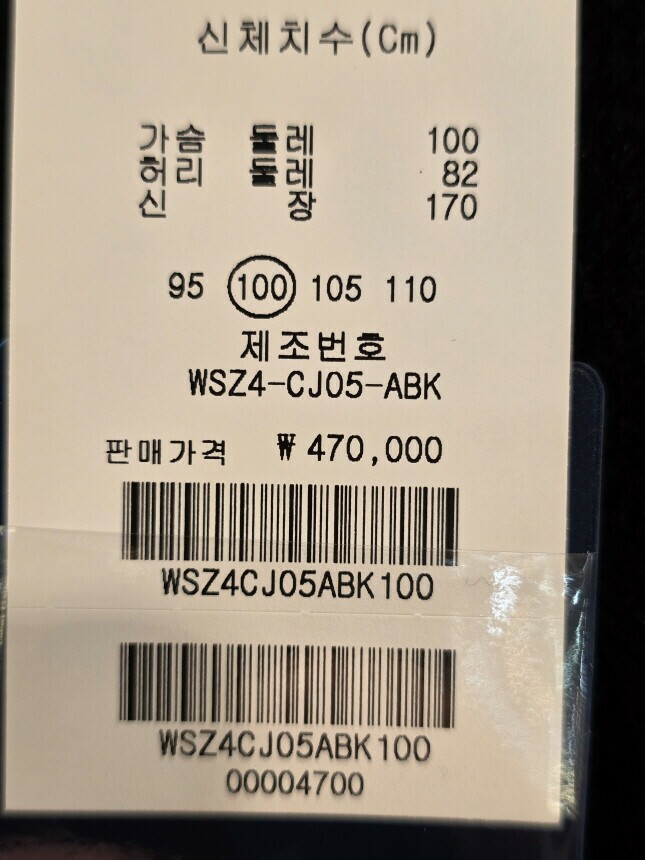 신체치수(Cm)
가슴 둘레 100
허리 둘레 82
신 장 170
95 100 105 110
제조번호
WSZ4-CJ05-ABK
판매가격 ₩ 470,000
WSZ4CJ05ABK100
WSZ4CJ05ABK100
00004700